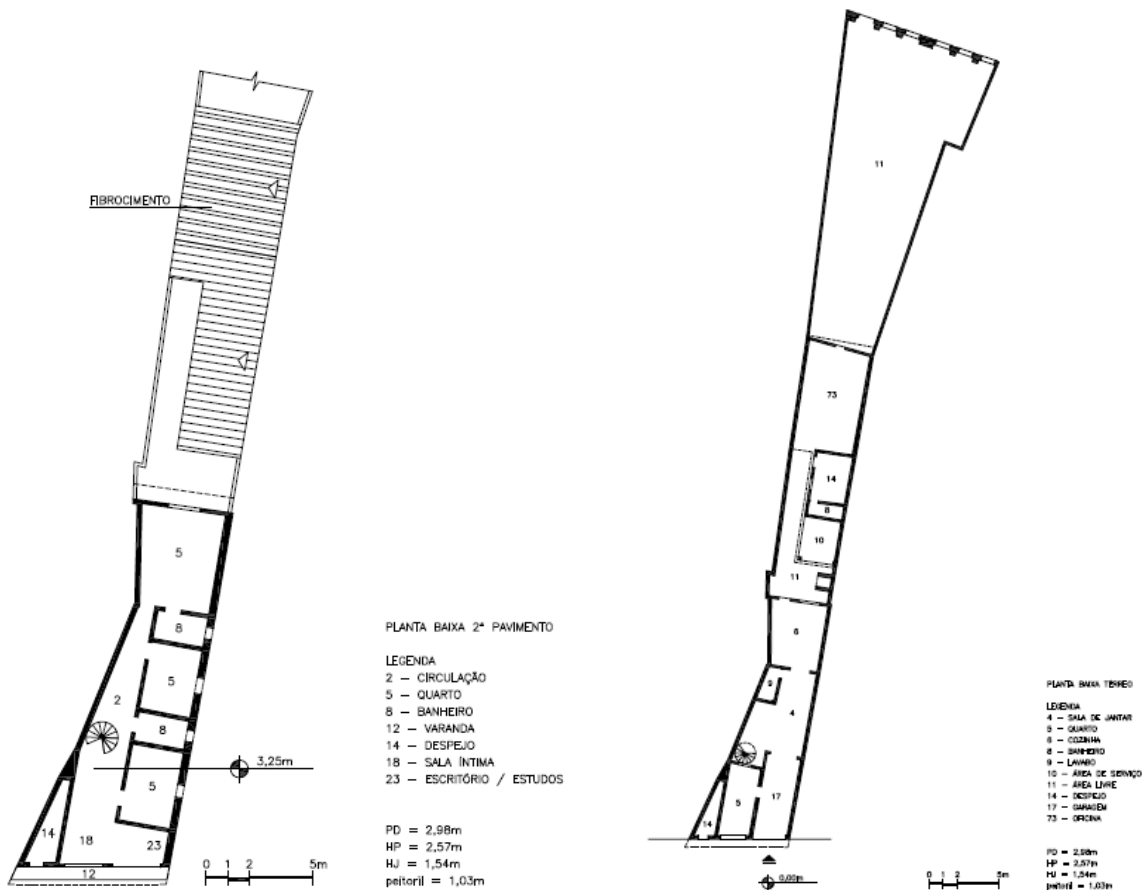 FIBROCIMENTO
5
8
5
2
8
5
14
18
23
12
3,25m
0 1 2 5m
PLANTA BAIXA 2ª PAVIMENTO
LEGENDA
2 – CIRCULAÇÃO
5 – QUARTO
8 – BANHEIRO
12 – VARANDA
14 – DESPEJO
18 – SALA ÍNTIMA
23 – ESCRITÓRIO / ESTUDOS
PD = 2,98m
HP = 2,57m
HJ = 1,54m
peitoril = 1,03m
11
73
14
8
10
11
6
9
4
5
17
14
0,00m
0 1 2 5m
PLANTA BAIXA TÉRREO
LEGENDA
4 – SALA DE JANTAR
5 – QUARTO
6 – COZINHA
8 – BANHEIRO
9 – LAVABO
10 – ÁREA DE SERVIÇO
11 – ÁREA LIVRE
14 – DESPEJO
17 – GARAGEM
73 – OFICINA
PD = 2,98m
HP = 2,57m
HJ = 1,54m
peitoril = 1,03m